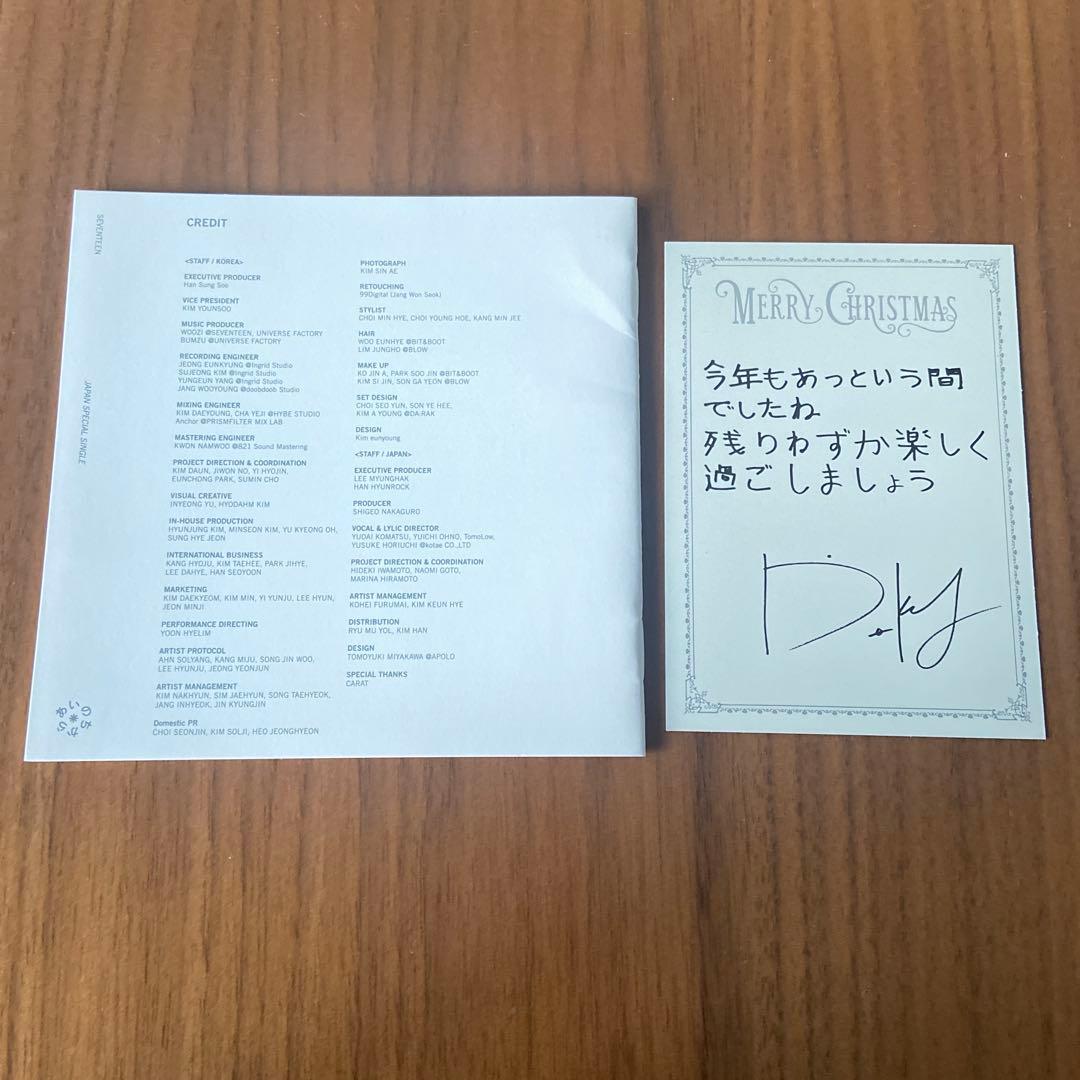 SEVENTEEN
JAPAN SPECIAL SINGLE
あいのちから
CREDIT
<STAFF / KOREA>
EXECUTIVE PRODUCER
Han Sung Soo
VICE PRESIDENT
KIM YOUNSOO
MUSIC PRODUCER
WOOZI @SEVENTEEN, UNIVERSE FACTORY
BUMZU @UNIVERSE FACTORY
RECORDING ENGINEER
JEONG EUNKYUNG @Ingrid Studio
SUJEONG KIM @Ingrid Studio
YUNGEUN YANG @Ingrid Studio
JANG WOOYOUNG @doobdoob Studio
MIXING ENGINEER
KIM DAEYOUNG, CHA YEJI @HYBE STUDIO
Anchor @PRISMFILTER MIX LAB
MASTERING ENGINEER
KWON NAMWOO @821 Sound Mastering
PROJECT DIRECTION & COORDINATION
KIM DAUN, JIWON NO, YI HYOJIN,
EUNCHONG PARK, SUMIN CHO
VISUAL CREATIVE
INYEONG YU, HYODAHM KIM
IN-HOUSE PRODUCTION
HYUNJUNG KIM, MINSEON KIM, YU KYEONG OH,
SUNG HYE JEON
INTERNATIONAL BUSINESS
KANG HYOJU, KIM TAEHEE, PARK JIHYE,
LEE DAHYE, HAN SEOYOON
MARKETING
KIM DAEKYEOM, KIM MIN, YI YUNJU, LEE HYUN,
JEON MINJI
PERFORMANCE DIRECTING
YOON HYELIM
ARTIST PROTOCOL
AHN SOLYANG, KANG MIJU, SONG JIN WOO,
LEE HYUNJU, JEONG YEONJUN
ARTIST MANAGEMENT
KIM NAKHYUN, SIM JAEHYUN, SONG TAEHYEOK,
JANG INHYEOK, JIN KYUNGJIN
Domestic PR
CHOI SEONJIN, KIM SOLJI, HEO JEONGHYEON
PHOTOGRAPH
KIM SIN AE
RETOUCHING
99Digital (Jang Won Seok)
STYLIST
CHOI MIN HYE, CHOI YOUNG HOE, KANG MIN JEE
HAIR
WOO EUNHYE @BIT&BOOT
LIM JUNGHO @BLOW
MAKE UP
KO JIN A, PARK SOO JIN @BIT&BOOT
KIM SI JIN, SON GA YEON @BLOW
SET DESIGN
CHOI SEO YUN, SON YE HEE,
KIM A YOUNG @DA:RAK
DESIGN
Kim eunyoung
<STAFF / JAPAN>
EXECUTIVE PRODUCER
LEE MYUNGHAK
HAN HYUNROCK
PRODUCER
SHIGEO NAKAGURO
VOCAL & LYLIC DIRECTOR
YUDAI KOMATSU, YUICHI OHNO, TomoLow,
YUSUKE HORIUCHI @kotae CO.,LTD
PROJECT DIRECTION & COORDINATION
HIDEKI IWAMOTO, NAOMI GOTO,
MARINA HIRAMOTO
ARTIST MANAGEMENT
KOHEI FURUMAI, KIM KEUN HYE
DISTRIBUTION
RYU MU YOL, KIM HAN
DESIGN
TOMOYUKI MIYAKAWA @APOLO
SPECIAL THANKS
CARAT
MERRY CHRISTMAS
今年もあっという間
でしたね
残りわずか楽しく
過ごしましょう
D.ky